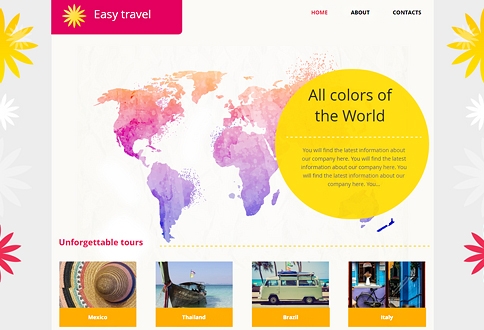 Easy travel
HOME
ABOUT
CONTACTS
All colors of
the World
You will find the latest information about
our company here. You will find the latest
information about our company here. You
will find the latest information about our
company here. You...
Unforgettable tours
Mexico
Thailand
Brazil
Italy